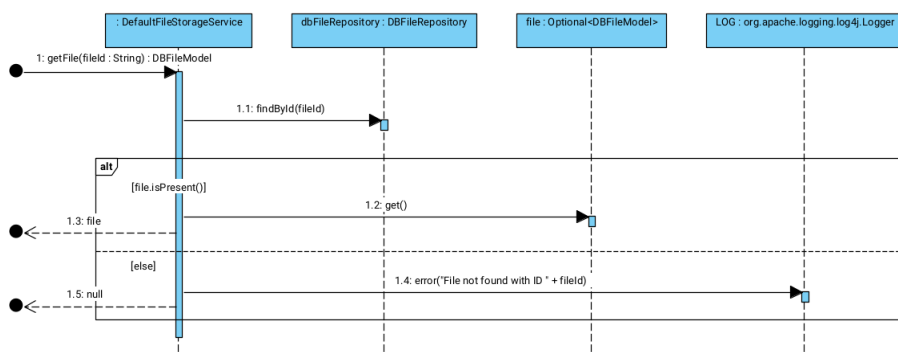 : DefaultFileStorageService
dbFileRepository : DBFileRepository
file : Optional<DBFileModel>
LOG : org.apache.logging.log4j.Logger
1: getFile(fileId : String) : DBFileModel
1.1: findById(fileId)
alt
[file.isPresent()]
1.2: get()
1.3: file
[else]
1.4: error("File not found with ID " + fileId)
1.5: null